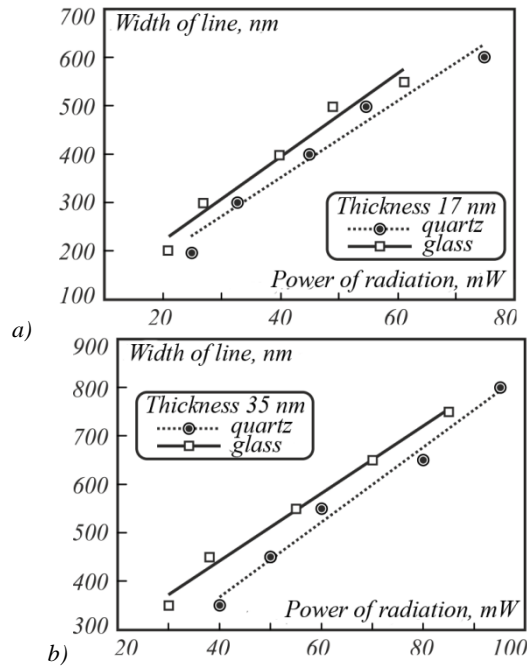 700
Width of line, nm
600
500
400
300
Thickness 17 nm
quartz
glass
200
Power of radiation, mW
100
20
40
60
80
a)
900
Width of line, nm
800
Thickness 35 nm
quartz
glass
700
600
500
400
Power of radiation, mW
300
20
40
60
80
100
b)